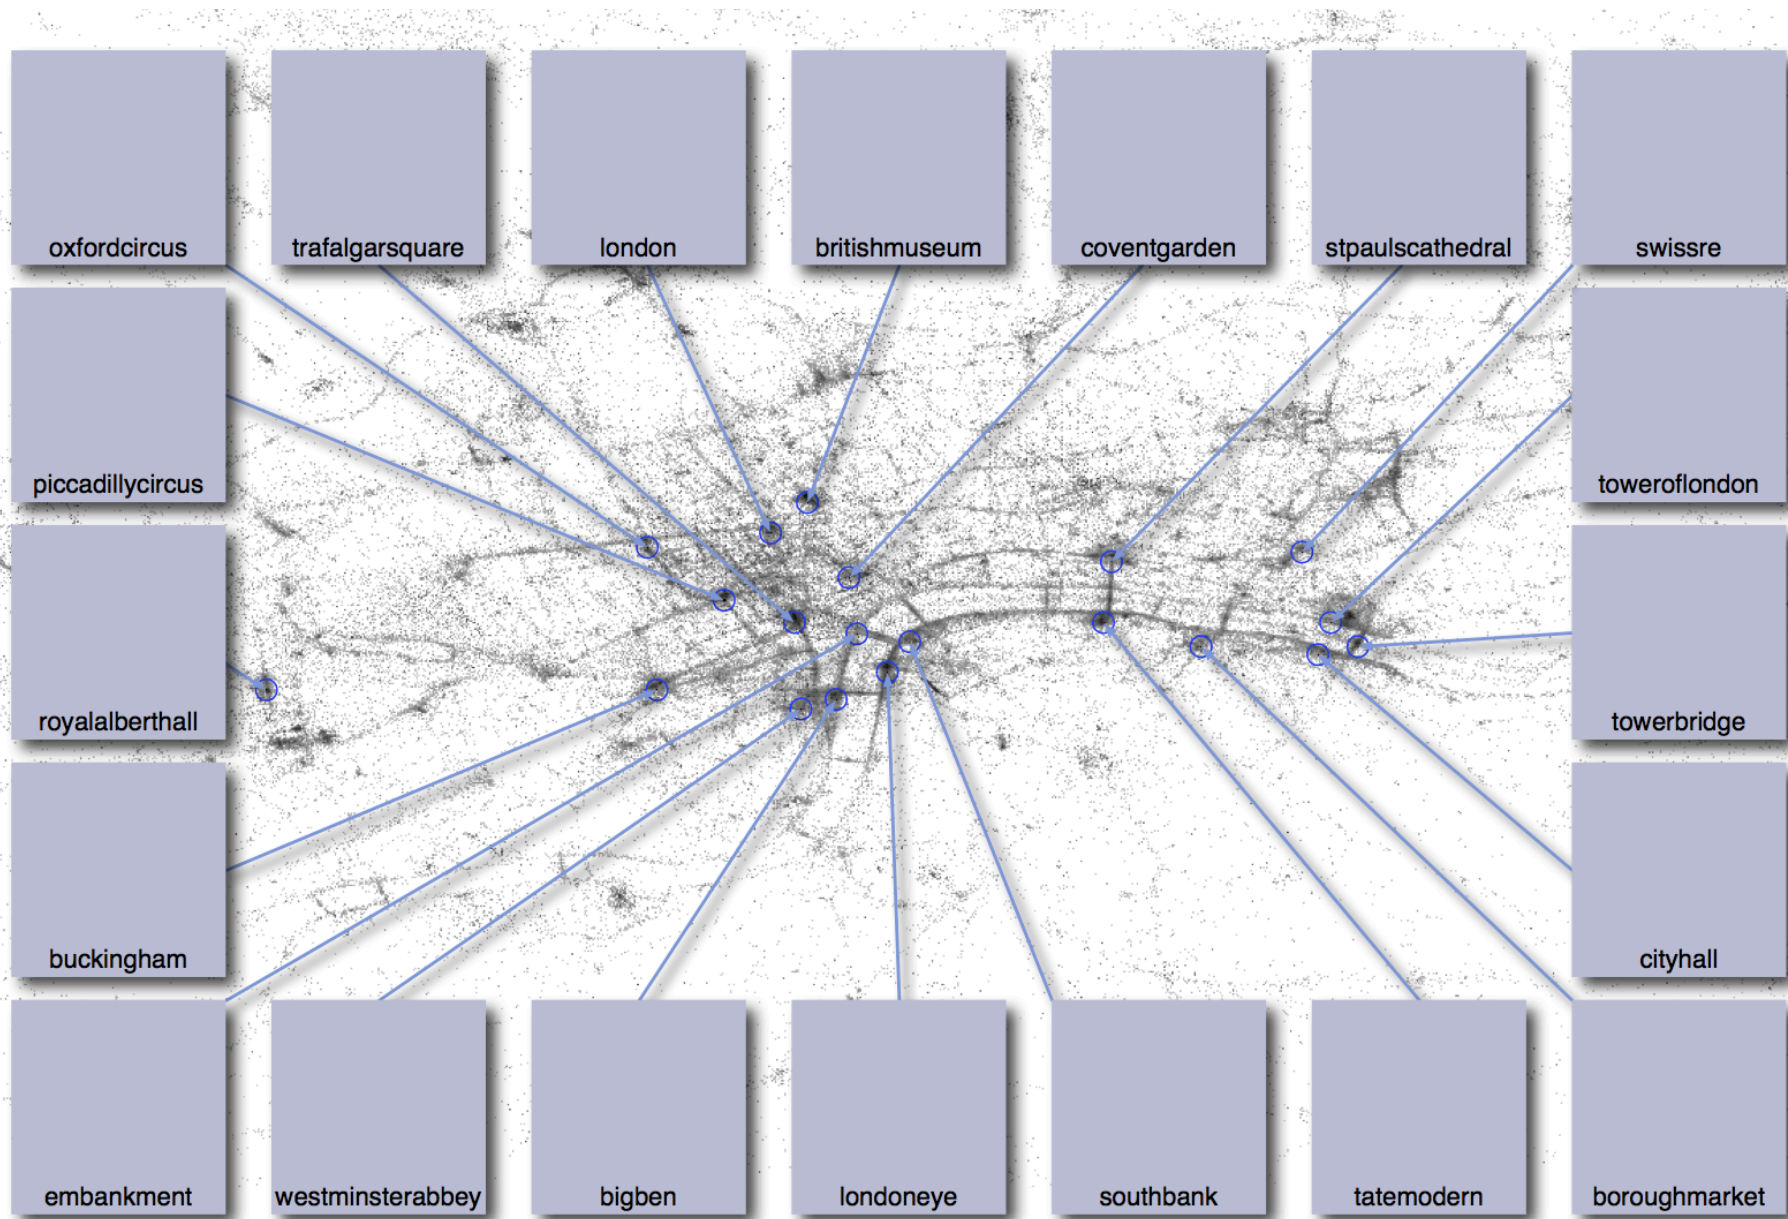 oxfordcircus
trafalgarsquare
london
britishmuseum
coventgarden
stpaulscathedral
swissre
piccadillycircus
toweroflondon
royalalberthall
towerbridge
buckingham
cityhall
embankment
westminsterabbey
bigben
londoneye
southbank
tatemodern
boroughmarket